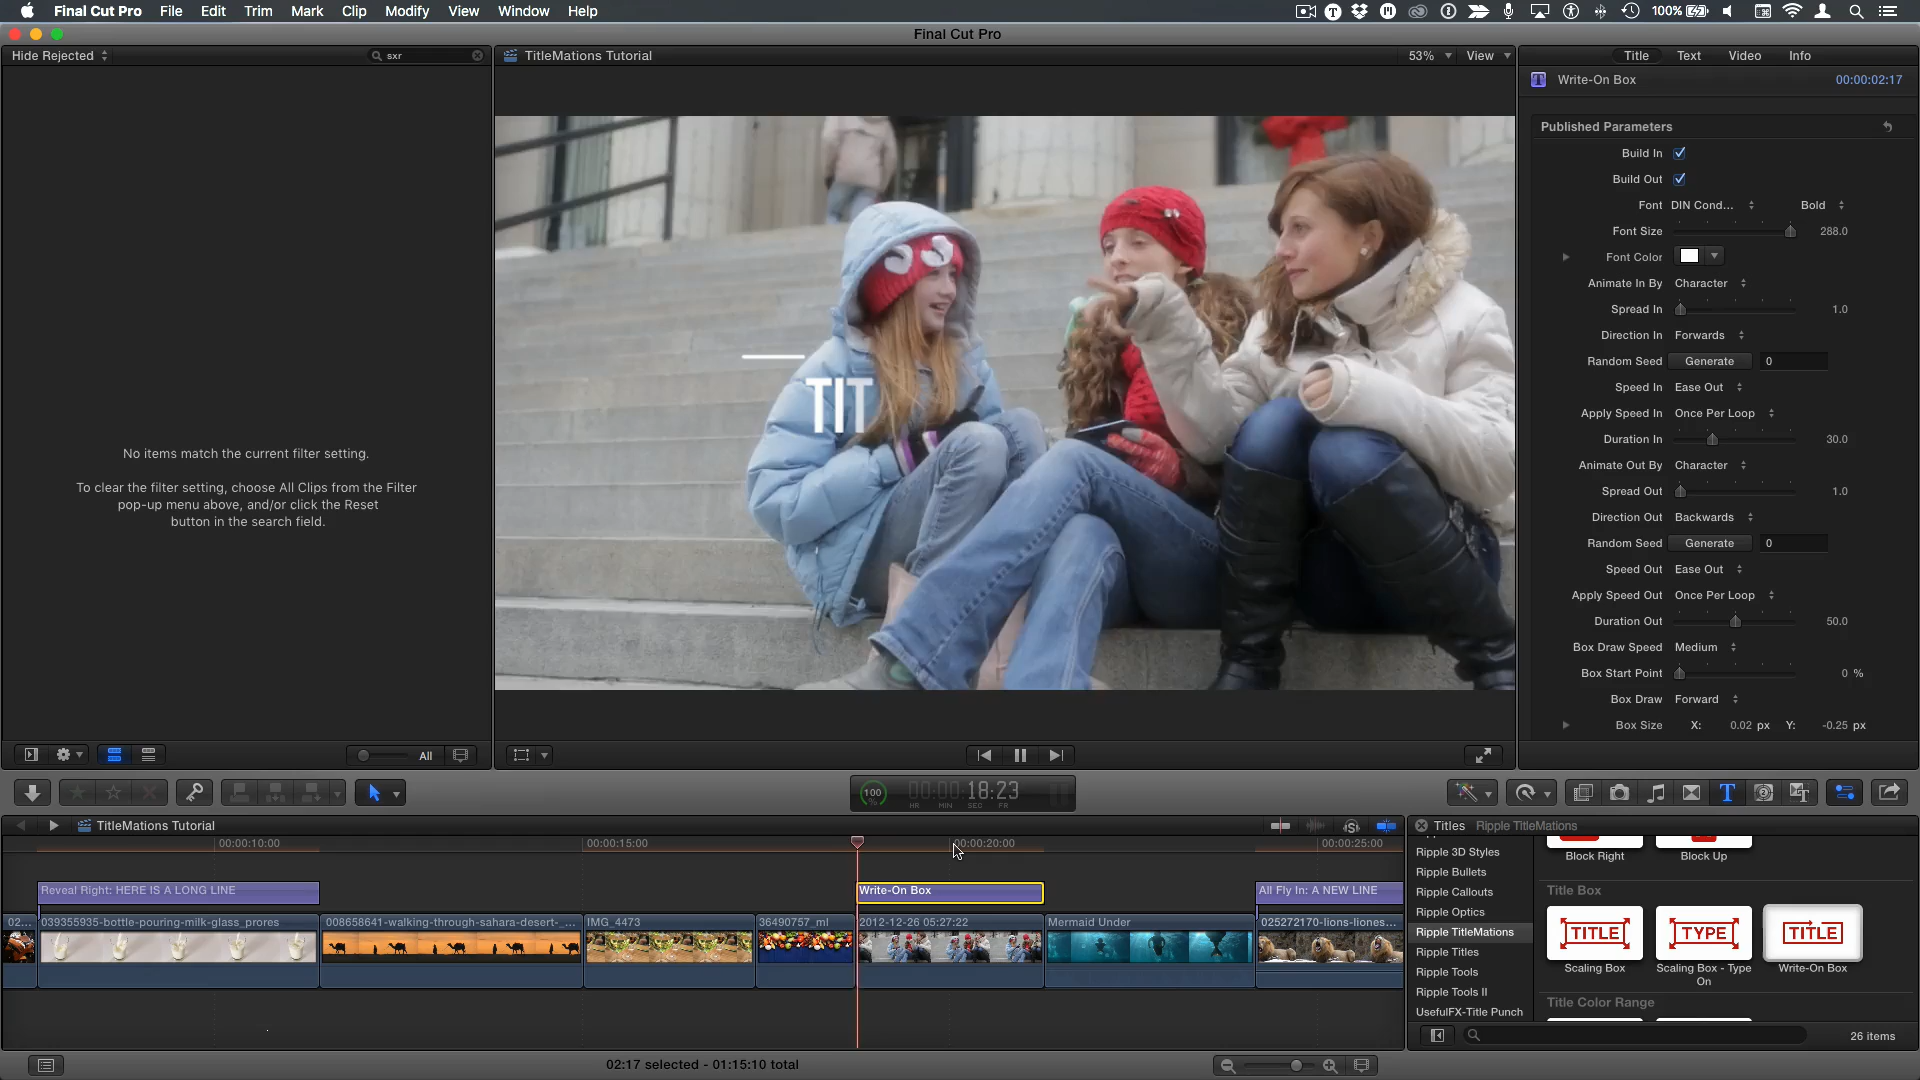 Final Cut Pro File Edit Trim Mark Clip Modify View Window Help 100%
Final Cut Pro
Hide Rejected sxr TitleMations Tutorial 53% View Title Text Video Info
Write-On Box 00:00:02:17
Published Parameters
Build In
Build Out
Font DIN Cond... Bold
Font Size 288.0
Font Color
Animate In By Character
Spread In 1.0
Direction In Forwards
Random Seed Generate 0
Speed In Ease Out
Apply Speed In Once Per Loop
Duration In 30.0
Animate Out By Character
Spread Out 1.0
Direction Out Backwards
Random Seed Generate 0
Speed Out Ease Out
Apply Speed Out Once Per Loop
Duration Out 50.0
Box Draw Speed Medium
Box Start Point 0 %
Box Draw Forward
Box Size X: 0.02 px Y: -0.25 px
No items match the current filter setting.
To clear the filter setting, choose All Clips from the Filter
pop-up menu above, and/or click the Reset
button in the search field.
TIT
All
100 % 00:00:18:23
HR MIN SEC FR
TitleMations Tutorial
00:00:10:00 00:00:15:00 00:00:20:00 00:00:25:00
Reveal Right: HERE IS A LONG LINE Write-On Box All Fly In: A NEW LINE
02... 039355935-bottle-pouring-milk-glass_prores 008658641-walking-through-sahara-desert-_... IMG_4473 36490757_ml 2012-12-26 05:27:22 Mermaid Under 025272170-lions-liones...
02:17 selected - 01:15:10 total
Titles Ripple TitleMations
Ripple 3D Styles
Ripple Bullets
Ripple Callouts
Ripple Optics
Ripple TitleMations
Ripple Titles
Ripple Tools
Ripple Tools II
UsefulFX-Title Punch
Block Right Block Up
Title Box
TITLE TYPE TITLE
Scaling Box Scaling Box - Type On Write-On Box
Title Color Range
26 items